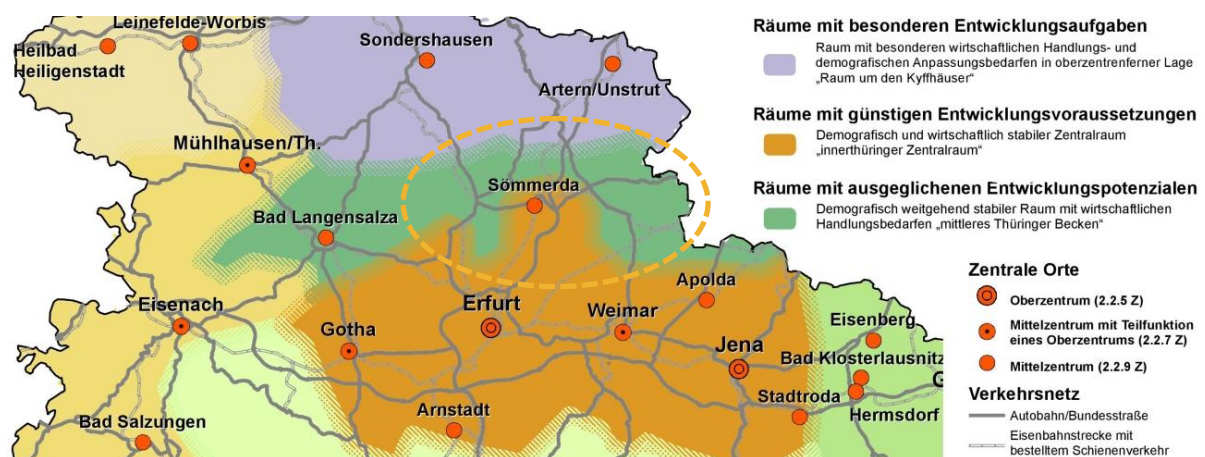 Leinefelde-Worbis
Heilbad
Heiligenstadt
Sondershausen
Artern/Unstrut
Mühlhausen/Th.
Sömmerda
Bad Langensalza
Apolda
Eisenach
Erfurt
Weimar
Eisenberg
Gotha
Jena
Bad Klosterlausnitz
G
Arnstadt
Stadtroda
Hermsdorf
Bad Salzungen
Räume mit besonderen Entwicklungsaufgaben
Raum mit besonderen wirtschaftlichen Handlungs- und
demografischen Anpassungsbedarfen in oberzentrenferner Lage
„Raum um den Kyffhäuser“
Räume mit günstigen Entwicklungsvoraussetzungen
Demografisch und wirtschaftlich stabiler Zentralraum
„innerthüringer Zentralraum“
Räume mit ausgeglichenen Entwicklungspotenzialen
Demografisch weitgehend stabiler Raum mit wirtschaftlichen
Handlungsbedarfen „mittleres Thüringer Becken“
Zentrale Orte
Oberzentrum (2.2.5 Z)
Mittelzentrum mit Teilfunktion
eines Oberzentrums (2.2.7 Z)
Mittelzentrum (2.2.9 Z)
Verkehrsnetz
Autobahn/Bundesstraße
Eisenbahnstrecke mit
bestelltem Schienenverkehr